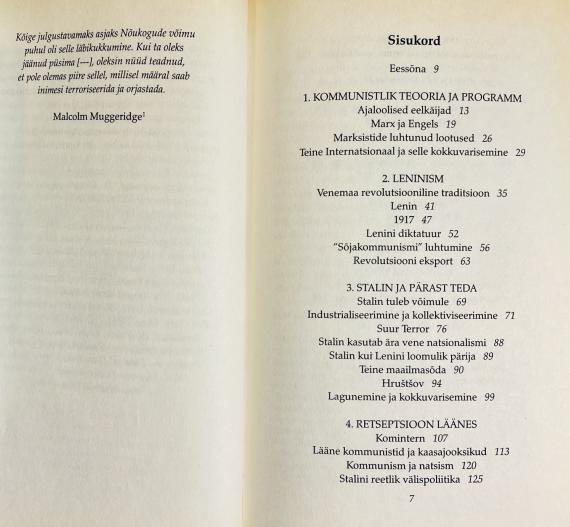 Kõige julgustavamaks asjaks Nõukogude võimu
puhul oli selle läbikukkumine. Kui ta oleks
jäänud püsima [---], oleksin nüüd teadnud,
et pole olemas piire sellel, millisel määral saab
inimesi terroriseerida ja orjastada.
Malcolm Muggeridge¹
Sisukord
Eessõna 9
1. KOMMUNISTLIK TEOORIA JA PROGRAMM
Ajaloolised eelkäijad 13
Marx ja Engels 19
Marksistide luhtunud lootused 26
Teine Internatsionaal ja selle kokkuvarisemine 29
2. LENINISM
Venemaa revolutsiooniline traditsioon 35
Lenin 41
1917 47
Lenini diktatuur 52
"Sõjakommunismi" luhtumine 56
Revolutsiooni eksport 63
3. STALIN JA PÄRAST TEDA
Stalin tuleb võimule 69
Industrialiseerimine ja kollektiviseerimine 71
Suur Terror 76
Stalin kasutab ära vene natsionalismi 88
Stalin kui Lenini loomulik pärija 89
Teine maailmasõda 90
Hruštšov 94
Lagunemine ja kokkuvarisemine 99
4. RETSEPTSIOON LÄÄNES
Komintern 107
Lääne kommunistid ja kaasajooksikud 113
Kommunism ja natsism 120
Stalini reetlik välispoliitika 125
7